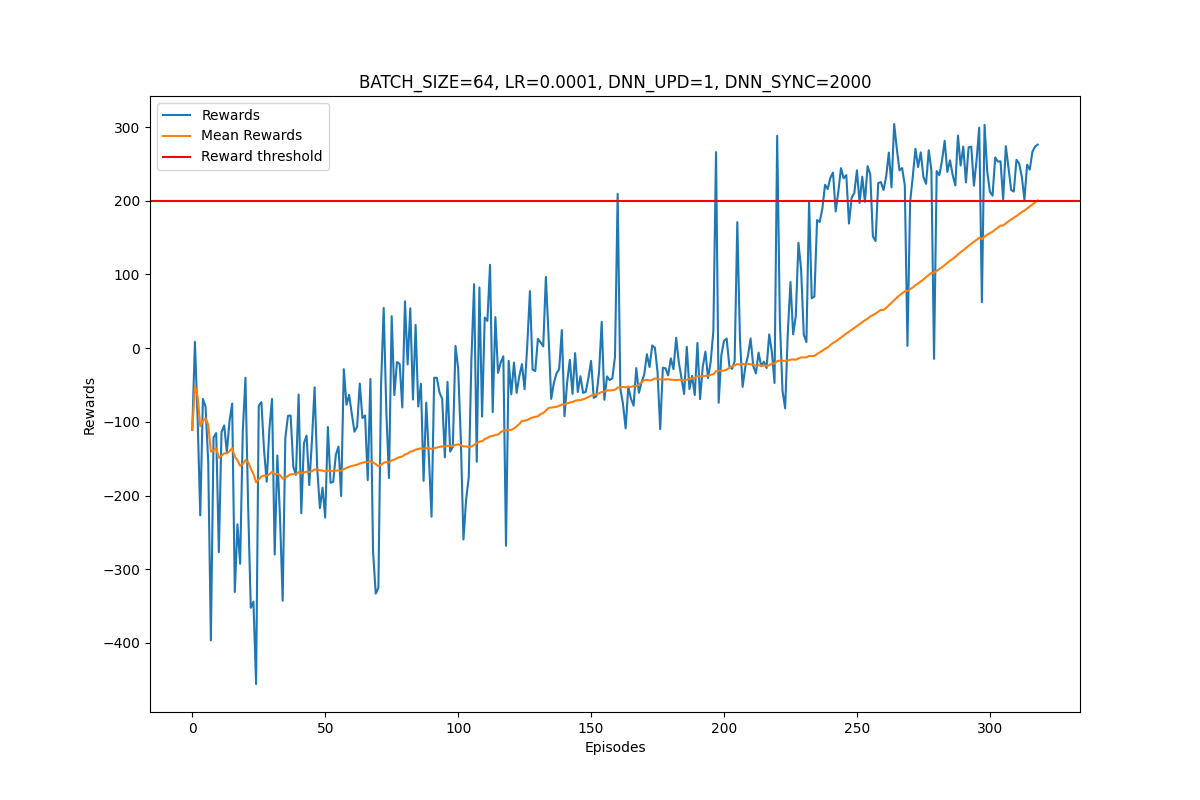 BATCH_SIZE=64, LR=0.0001, DNN_UPD=1, DNN_SYNC=2000
Rewards
Mean Rewards
Reward threshold
300
200
100
0
−100
−200
−300
−400
Rewards
0
50
100
150
200
250
300
Episodes